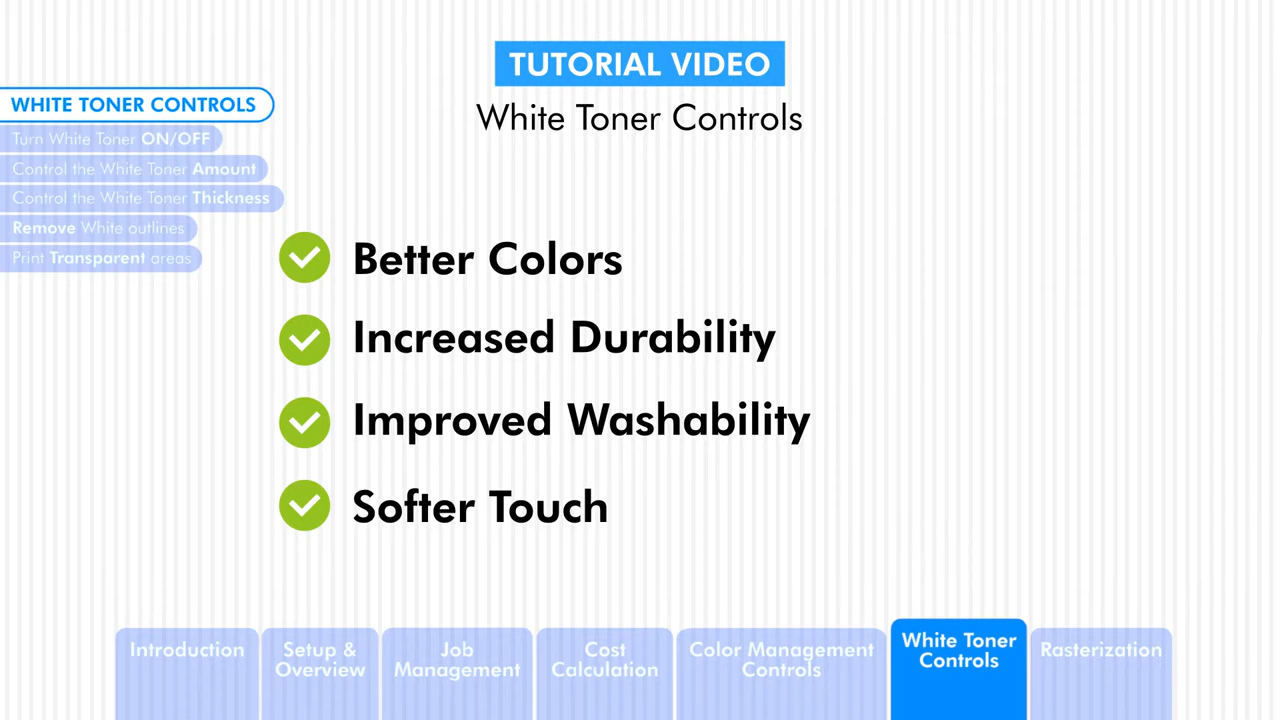 TUTORIAL VIDEO
White Toner Controls
WHITE TONER CONTROLS
Turn White Toner ON/OFF
Control the White Toner Amount
Control the White Toner Thickness
Remove White outlines
Print Transparent areas
Better Colors
Increased Durability
Improved Washability
Softer Touch
Introduction
Setup &
Overview
Job
Management
Cost
Calculation
Color Management
Controls
White Toner
Controls
Rasterization